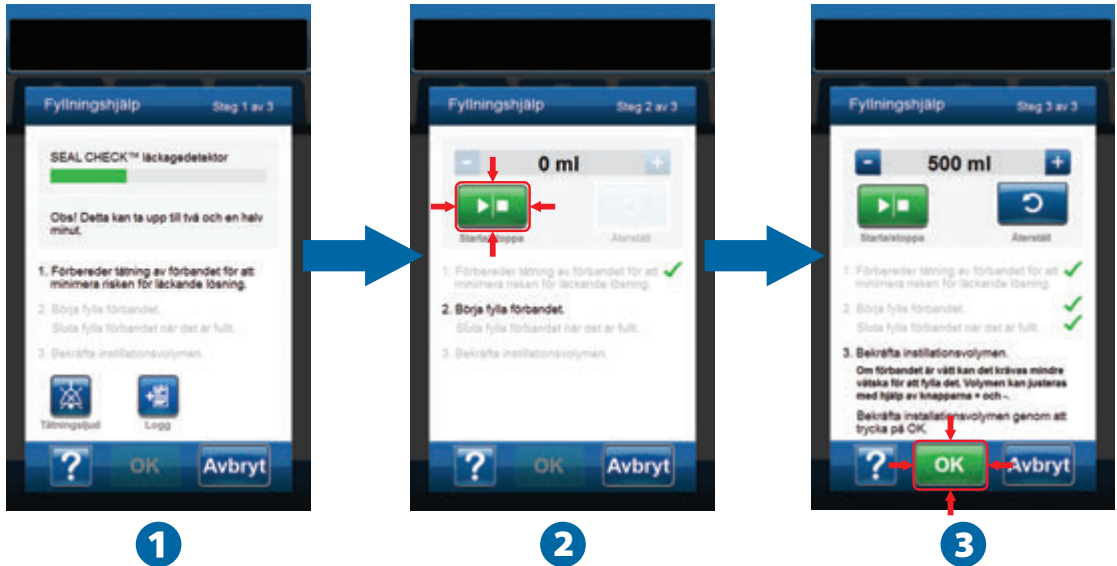 Fyllningshjälp Steg 1 av 3
SEAL CHECK™ läckagedetektor
Obs! Detta kan ta upp till två och en halv
minut.
1. Förbereder tätning av förbandet för att
minimera risken för läckande lösning.
2. Börja fylla förbandet.
Sluta fylla förbandet när det är fullt.
3. Bekräfta instillationsvolymen.
Tätningsljud Logg
? OK Avbryt
1
Fyllningshjälp Steg 2 av 3
- 0 ml +
Starta/stoppa Återställ
1. Förbereder tätning av förbandet för att
minimera risken för läckande lösning.
2. Börja fylla förbandet.
Sluta fylla förbandet när det är fullt.
3. Bekräfta instillationsvolymen.
? OK Avbryt
2
Fyllningshjälp Steg 3 av 3
- 500 ml +
Starta/stoppa Återställ
1. Förbereder tätning av förbandet för att
minimera risken för läckande lösning.
2. Börja fylla förbandet.
Sluta fylla förbandet när det är fullt.
3. Bekräfta instillationsvolymen.
Om förbandet är vått kan det krävas mindre
vätska för att fylla det. Volymen kan justeras
med hjälp av knapparna + och -.
Bekräfta installationsvolymen genom att
trycka på OK.
? OK Avbryt
3